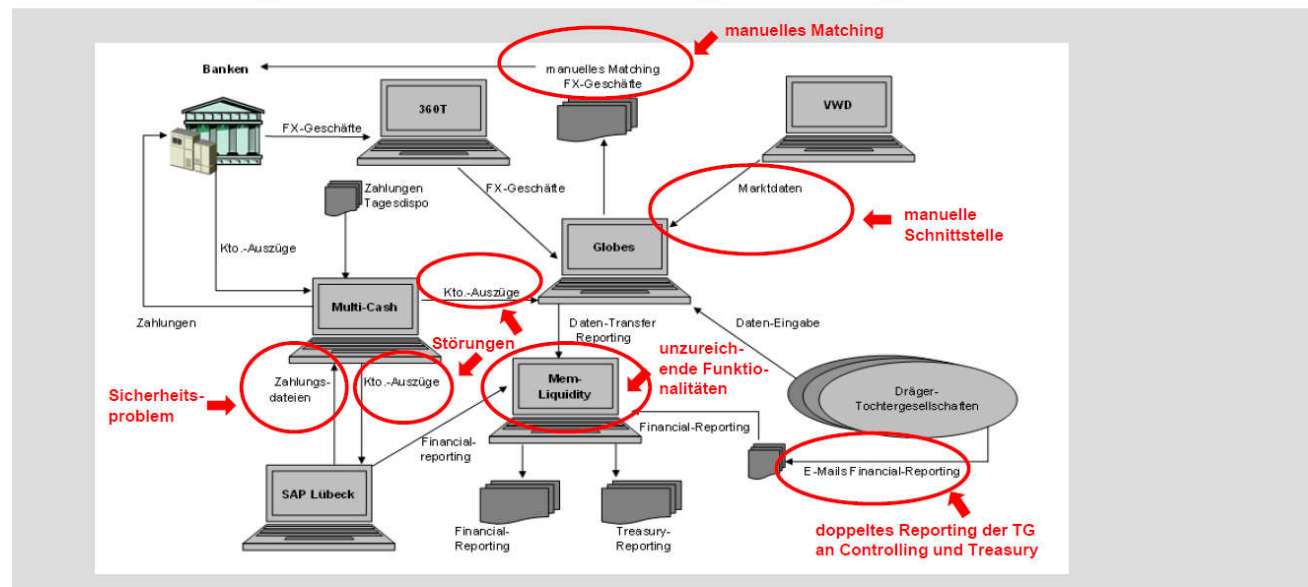 manuelles Matching
Banken
manuelles Matching
FX-Geschäfte
360T
VWD
FX-Geschäfte
Zahlungen
Tagesdispo
FX-Geschäfte
Marktdaten
manuelle
Schnittstelle
Kto.-Auszüge
Globes
Multi-Cash
Kto.-Auszüge
Zahlungen
Daten-Transfer
Reporting
Daten-Eingabe
Störungen
unzureich-
ende Funktio-
nalitäten
Sicherheits-
problem
Zahlungs-
dateien
Kto.-Auszüge
Mem-
Liquidity
Dräger-
Tochtergesellschaften
Financial-Reporting
Financial-
reporting
E-Mails Financial-Reporting
SAP Lübeck
Financial-
Reporting
Treasury-
Reporting
doppeltes Reporting der TG
an Controlling und Treasury